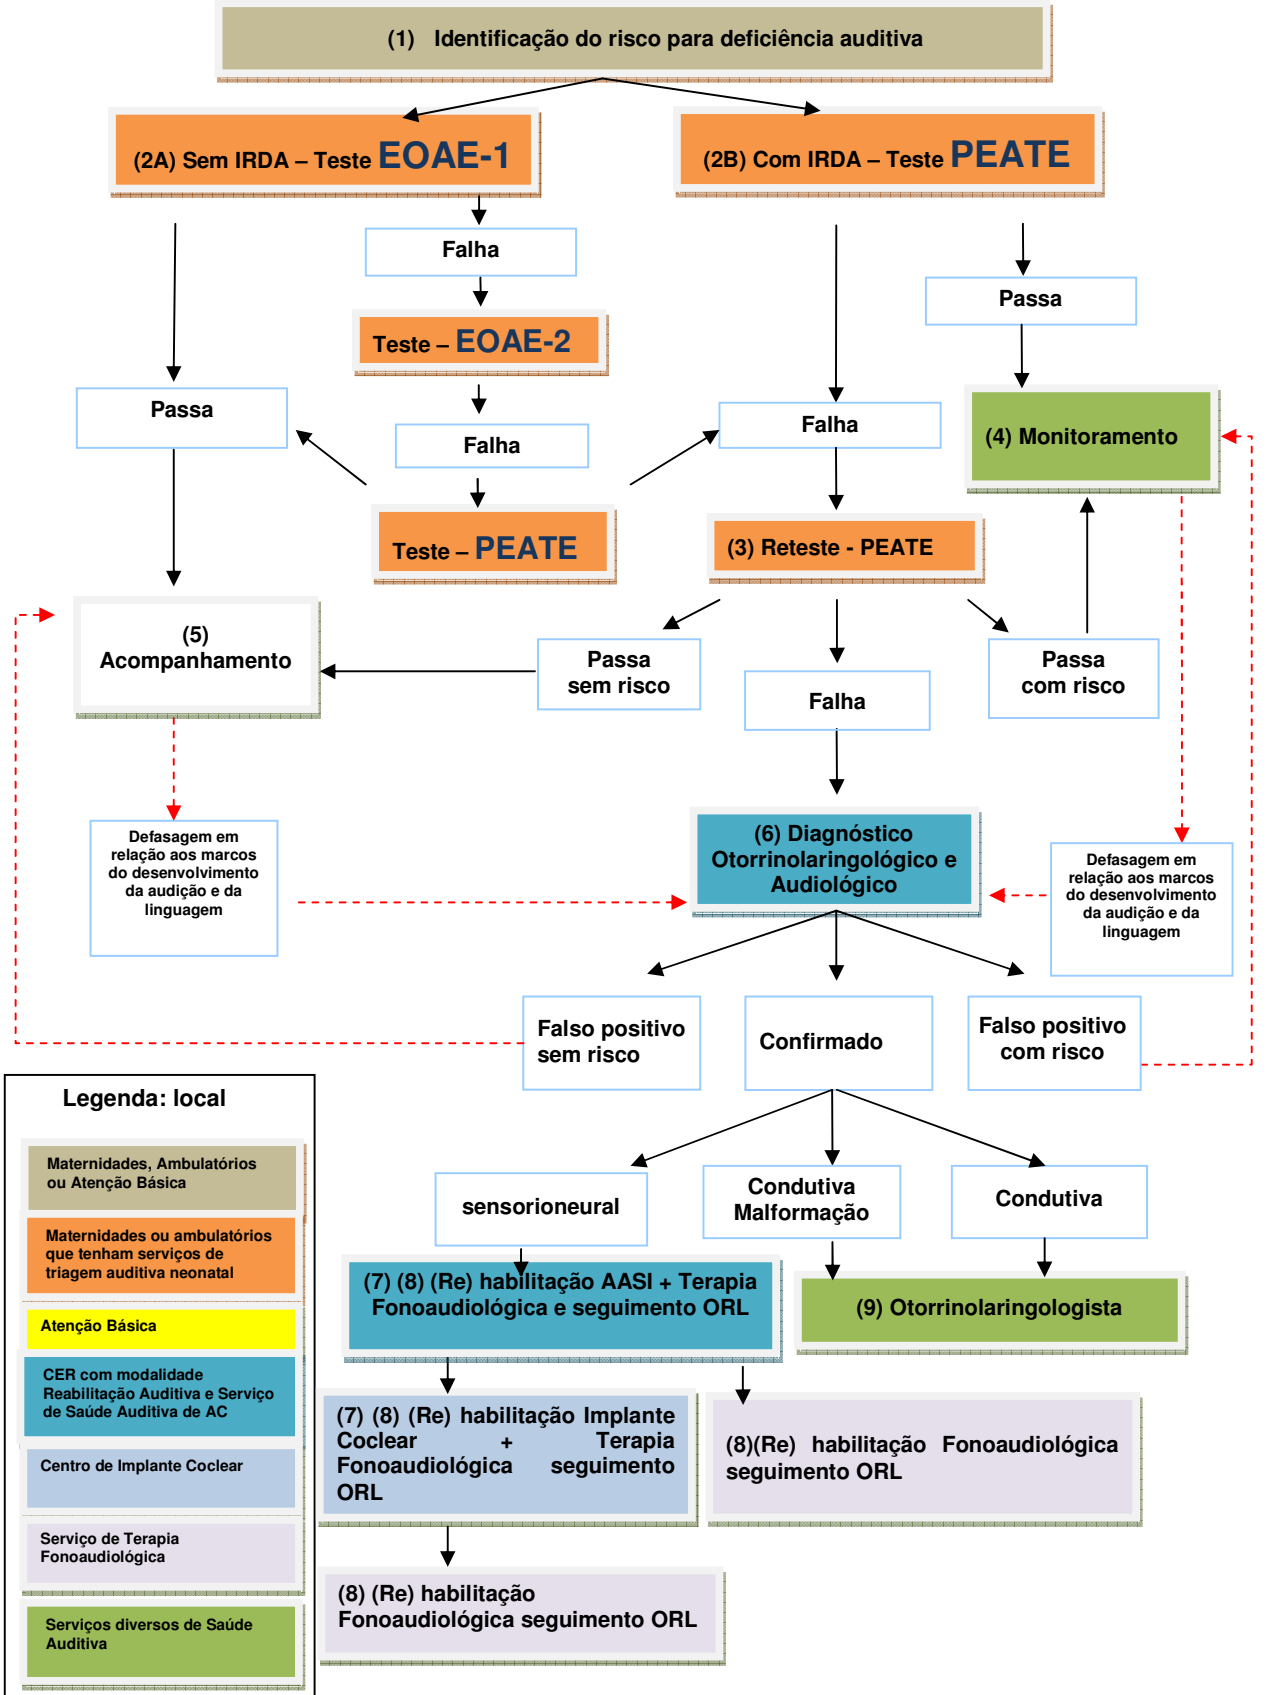 (1) Identificação do risco para deficiência auditiva
(2A) Sem IRDA – Teste EOAE-1
(2B) Com IRDA – Teste PEATE
Falha
Passa
Teste – EOAE-2
Passa
Falha
(4) Monitoramento
Falha
Teste – PEATE
(3) Reteste - PEATE
(5)
Acompanhamento
Passa
sem risco
Passa
com risco
Falha
Defasagem em
relação aos marcos
do desenvolvimento
da audição e da
linguagem
(6) Diagnóstico
Otorrinolaringológico e
Audiológico
Defasagem em
relação aos marcos
do desenvolvimento
da audição e da
linguagem
Falso positivo
sem risco
Confirmado
Falso positivo
com risco
sensorioneural
Condutiva
Malformação
Condutiva
(7) (8) (Re) habilitação AASI + Terapia
Fonoaudiológica e seguimento ORL
(9) Otorrinolaringologista
(7) (8) (Re) habilitação Implante
Coclear + Terapia
Fonoaudiológica seguimento
ORL
(8)(Re) habilitação Fonoaudiológica
seguimento ORL
(8) (Re) habilitação
Fonoaudiológica seguimento ORL
Legenda: local
Maternidades, Ambulatórios
ou Atenção Básica
Maternidades ou ambulatórios
que tenham serviços de
triagem auditiva neonatal
Atenção Básica
CER com modalidade
Reabilitação Auditiva e Serviço
de Saúde Auditiva de AC
Centro de Implante Coclear
Serviço de Terapia
Fonoaudiológica
Serviços diversos de Saúde
Auditiva